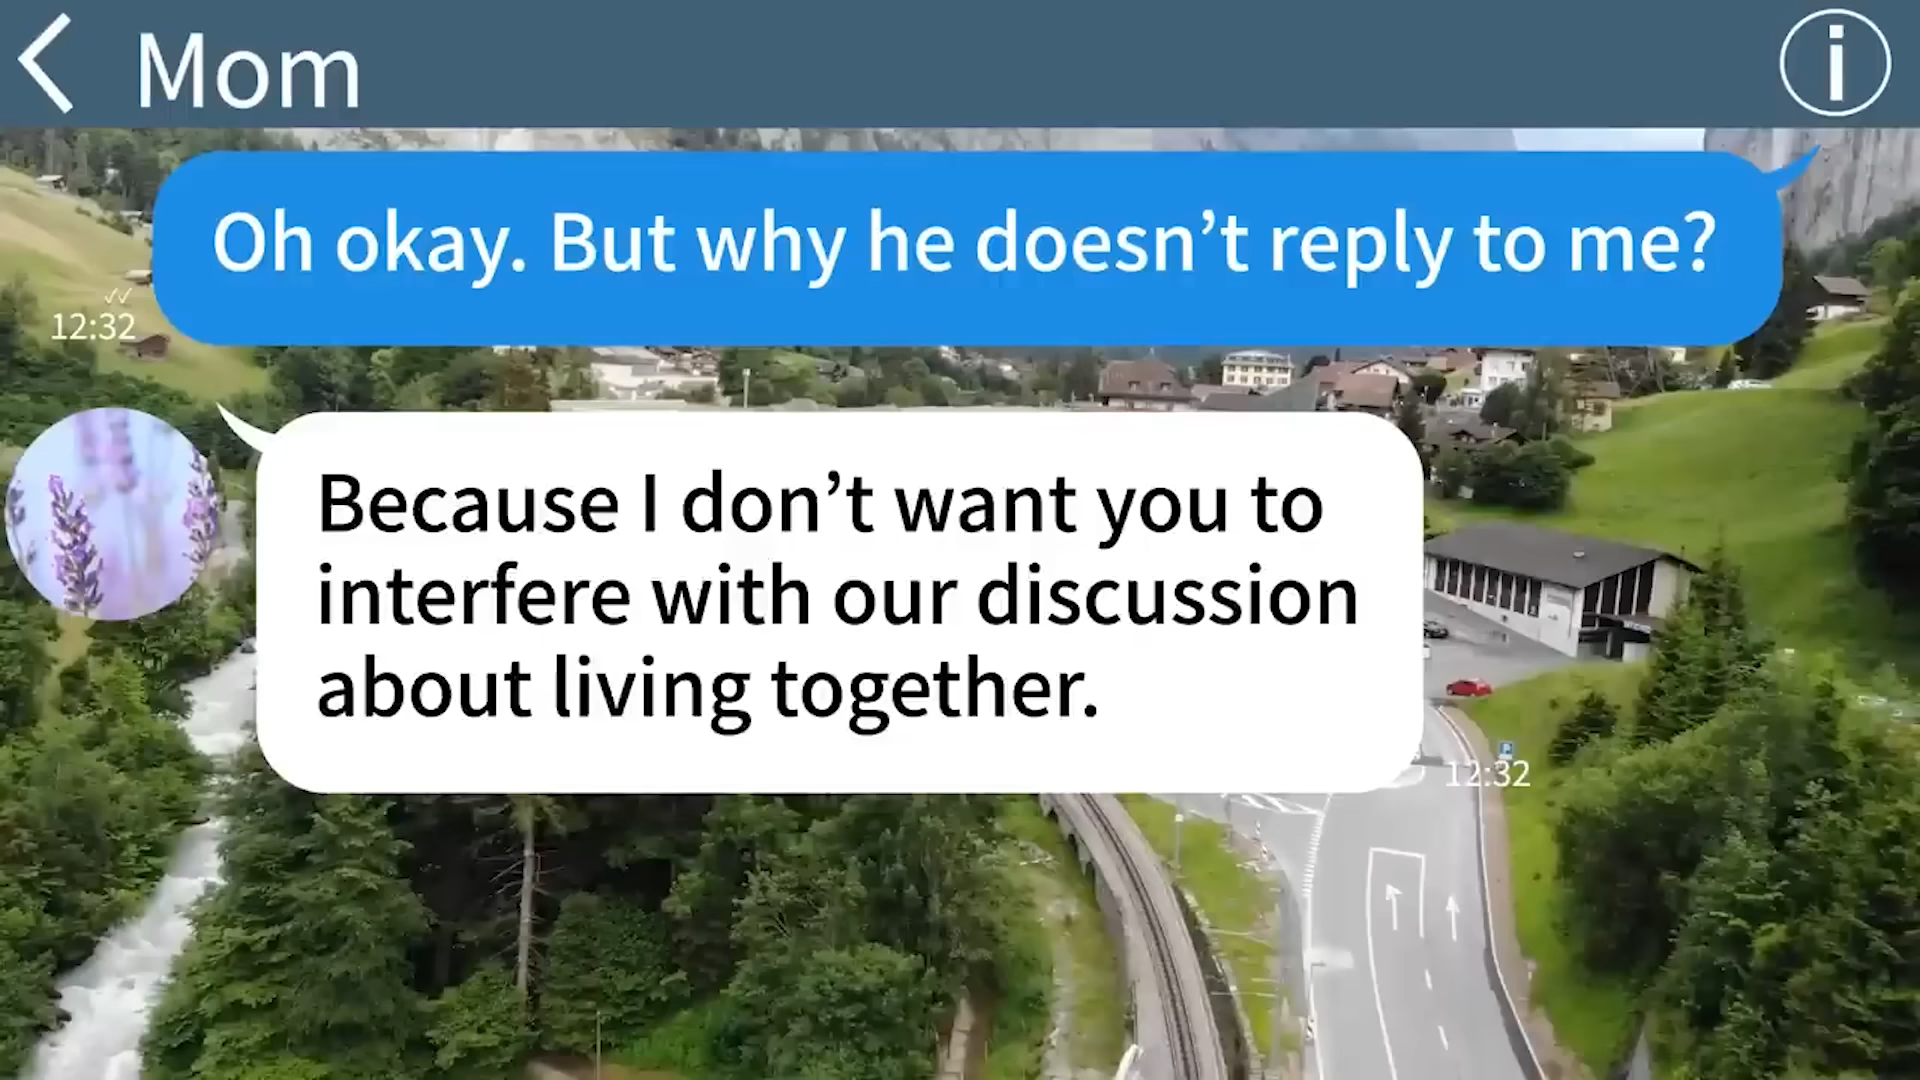 Mom
Oh okay. But why he doesn’t reply to me?
12:32
Because I don’t want you to
interfere with our discussion
about living together.
12:32
P